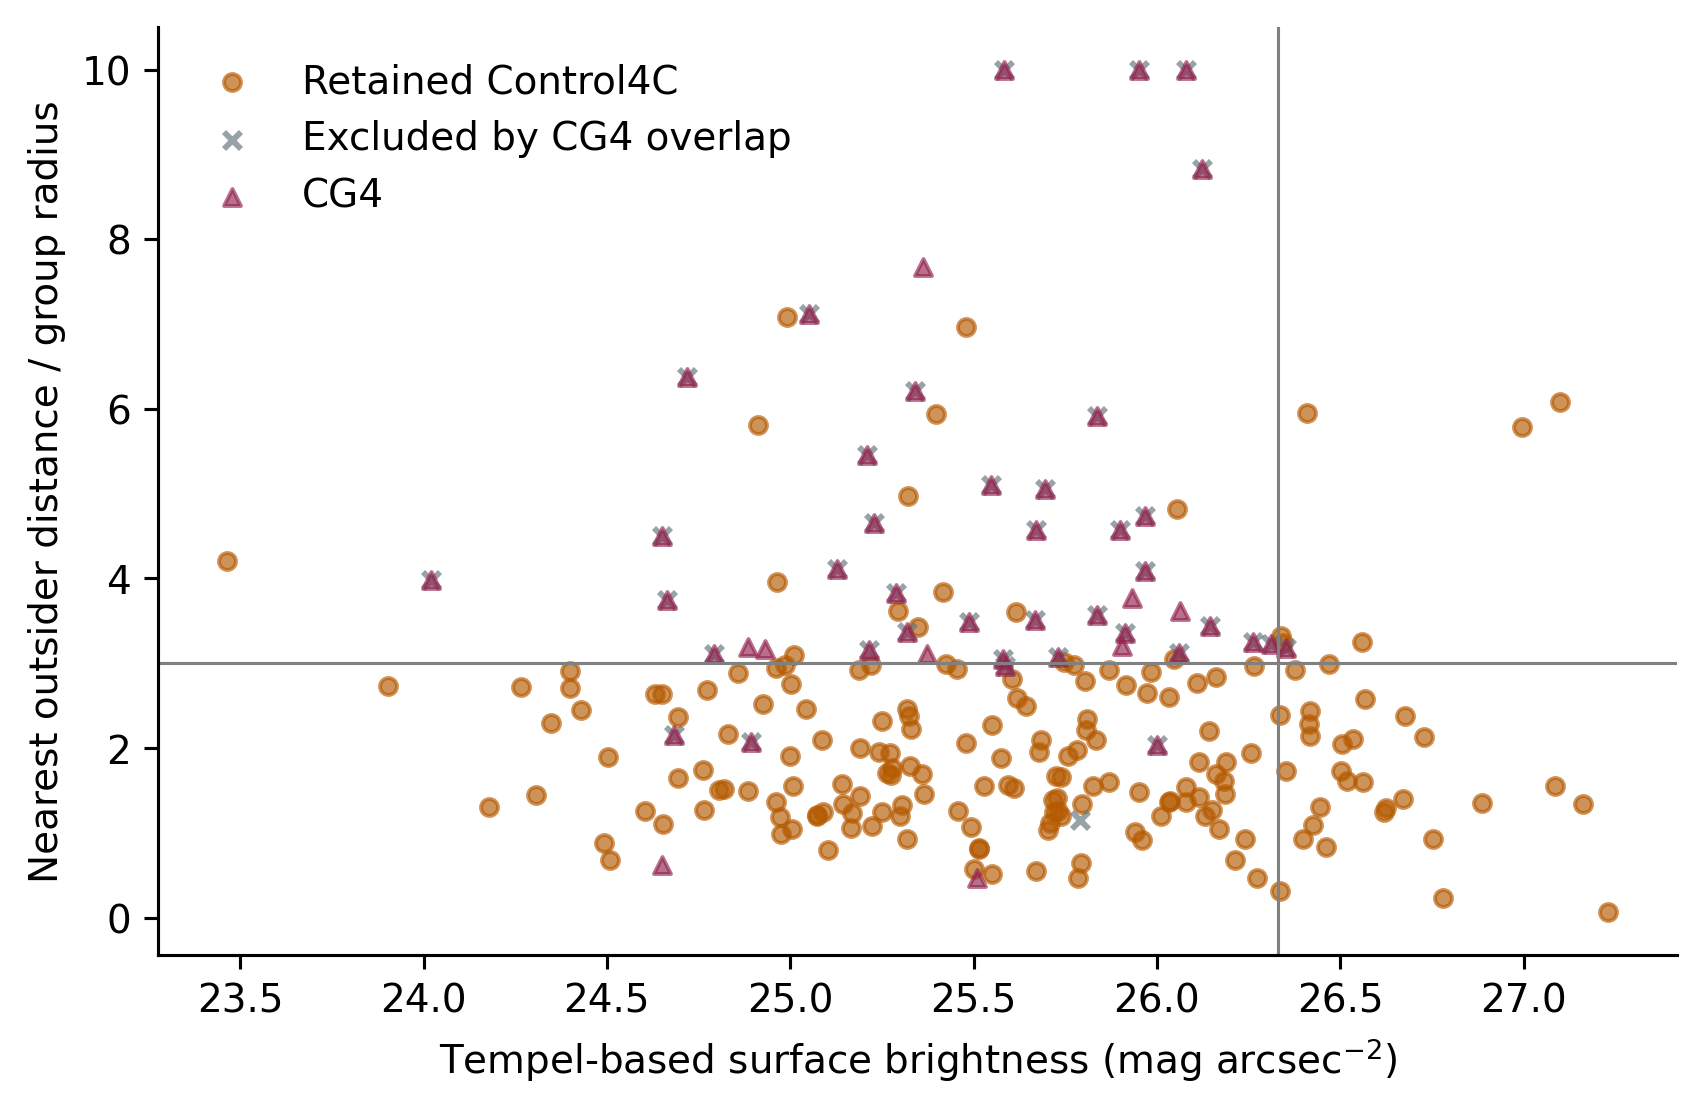 Retained Control4C
Excluded by CG4 overlap
CG4
Nearest outsider distance / group radius
10
8
6
4
2
0
23.5 24.0 24.5 25.0 25.5 26.0 26.5 27.0
Tempel-based surface brightness (mag arcsec⁻²)